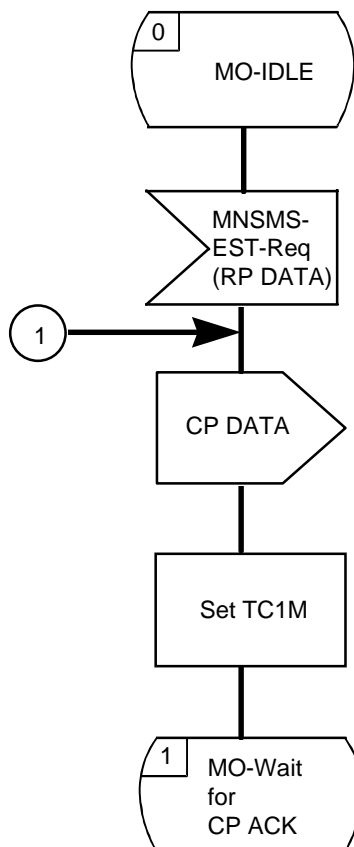 0
MO-IDLE
MNSMS-
EST-Req
(RP DATA)
1
CP DATA
Set TC1M
1
MO-Wait
for
CP ACK